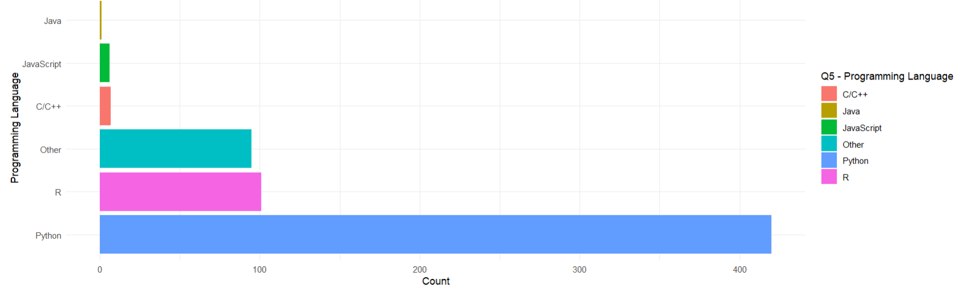 Java
JavaScript
C/C++
Other
R
Python
Programming Language
0 100 200 300 400
Count
Q5 - Programming Language
C/C++
Java
JavaScript
Other
Python
R